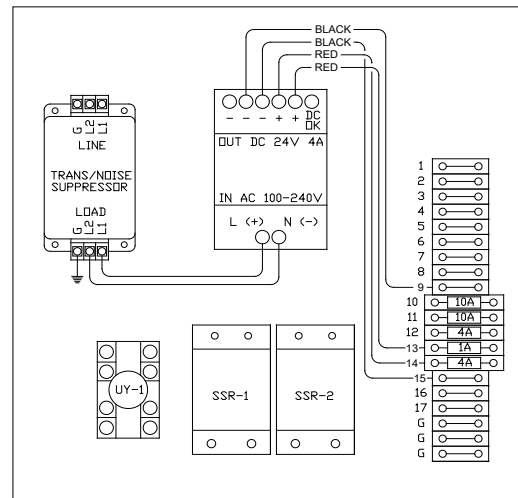 BLACK
BLACK
RED
RED
- - - + + DC OK
OUT DC 24V 4A
IN AC 100-240V
L (+) N (-)
G L2 L1
LINE
TRANS/NOISE
SUPPRESSOR
LOAD
G L2 L1
UY-1
SSR-1
SSR-2
1
2
3
4
5
6
7
8
9
10 10A
11 10A
12 4A
13 1A
14 4A
15
16
17
G
G
G